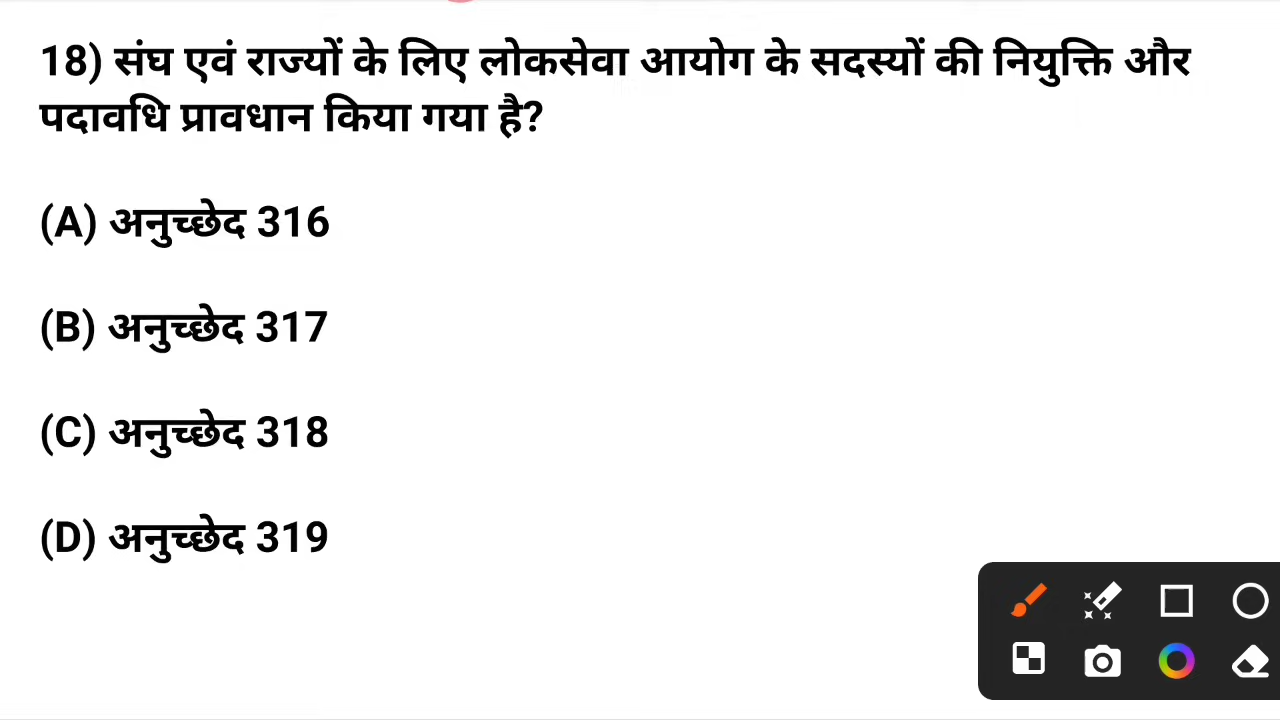 18) संघ एवं राज्यों के लिए लोकसेवा आयोग के सदस्यों की नियुक्ति और
पदावधि प्रावधान किया गया है?
(A) अनुच्छेद 316
(B) अनुच्छेद 317
(C) अनुच्छेद 318
(D) अनुच्छेद 319